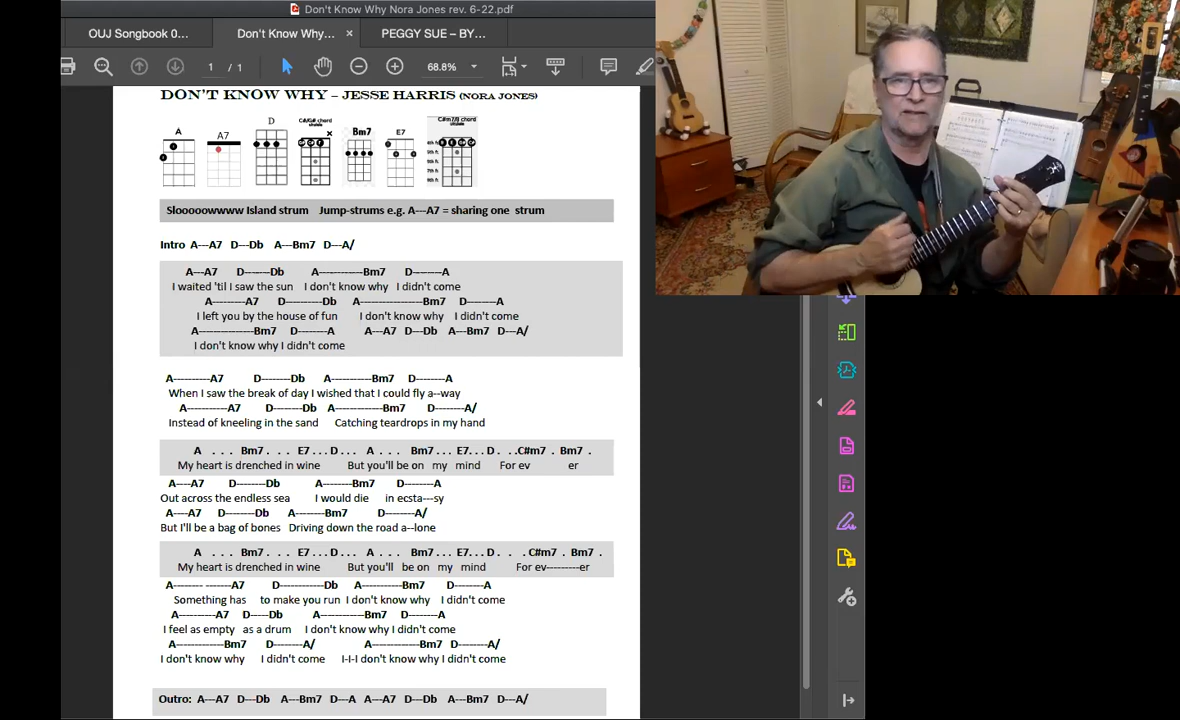 Don't Know Why Nora Jones rev. 6-22.pdf
OUJ Songbook 0... Don't Know Why... × PEGGY SUE – BY...
1 / 1 68.8%
DON'T KNOW WHY – JESSE HARRIS (NORA JONES)
A A7 D C#/G# chord Bm7 E7 C#m7/B chord
Slooooowwww Island strum Jump-strums e.g. A---A7 = sharing one strum
Intro A---A7 D---Db A---Bm7 D---A/
A---A7 D-------Db A------------Bm7 D--------A
I waited 'til I saw the sun I don't know why I didn't come
A---------A7 D----------Db A-----------------Bm7 D-------A
I left you by the house of fun I don't know why I didn't come
A---------------Bm7 D--------A A---A7 D---Db A---Bm7 D---A/
I don't know why I didn't come
A----------A7 D-------Db A-----------Bm7 D--------A
When I saw the break of day I wished that I could fly a--way
A-----------A7 D--------Db A-------------Bm7 D--------A/
Instead of kneeling in the sand Catching teardrops in my hand
A . . . Bm7 . . . E7 . . . D . . . A . . . Bm7 . . . E7. . . D . . .C#m7 . Bm7 .
My heart is drenched in wine But you'll be on my mind For ev er
A----A7 D-------Db A---------Bm7 D-------A
Out across the endless sea I would die in ecsta---sy
A----A7 D-------Db A---------Bm7 D--------A/
But I'll be a bag of bones Driving down the road a--lone
A . . . Bm7 . . . E7 . . . D . . . A . . . Bm7 . . . E7... D . . . C#m7 . Bm7 .
My heart is drenched in wine But you'll be on my mind For ev---------er
A-------- -------A7 D------------Db A-----------Bm7 D-------A
Something has to make you run I don't know why I didn't come
A----------A7 D-----Db A------------Bm7 D--------A
I feel as empty as a drum I don't know why I didn't come
A------------Bm7 D--------A/ A------------Bm7 D--------A/
I don't know why I didn't come I-I-I don't know why I didn't come
Outro: A---A7 D---Db A---Bm7 D---A A---A7 D---Db A---Bm7 D---A/